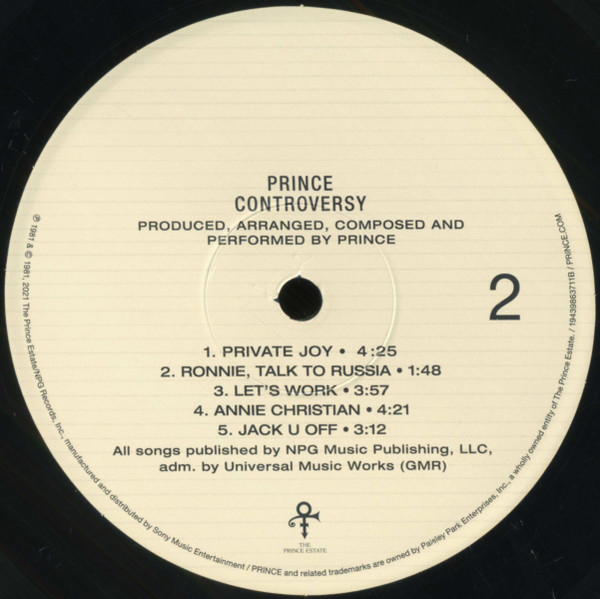 PRINCE
CONTROVERSY
PRODUCED, ARRANGED, COMPOSED AND
PERFORMED BY PRINCE
2
1. PRIVATE JOY • 4:25
2. RONNIE, TALK TO RUSSIA • 1:48
3. LET'S WORK • 3:57
4. ANNIE CHRISTIAN • 4:21
5. JACK U OFF • 3:12
All songs published by NPG Music Publishing, LLC,
adm. by Universal Music Works (GMR)
THE
PRINCE ESTATE
℗ 1981 & © 1981, 2021 The Prince Estate/NPG Records, Inc., manufactured and distributed by Sony Music Entertainment / PRINCE and related trademarks are owned by Paisley Park Enterprises, Inc., a wholly owned entity of The Prince Estate. / 19439863711B / PRINCE.COM